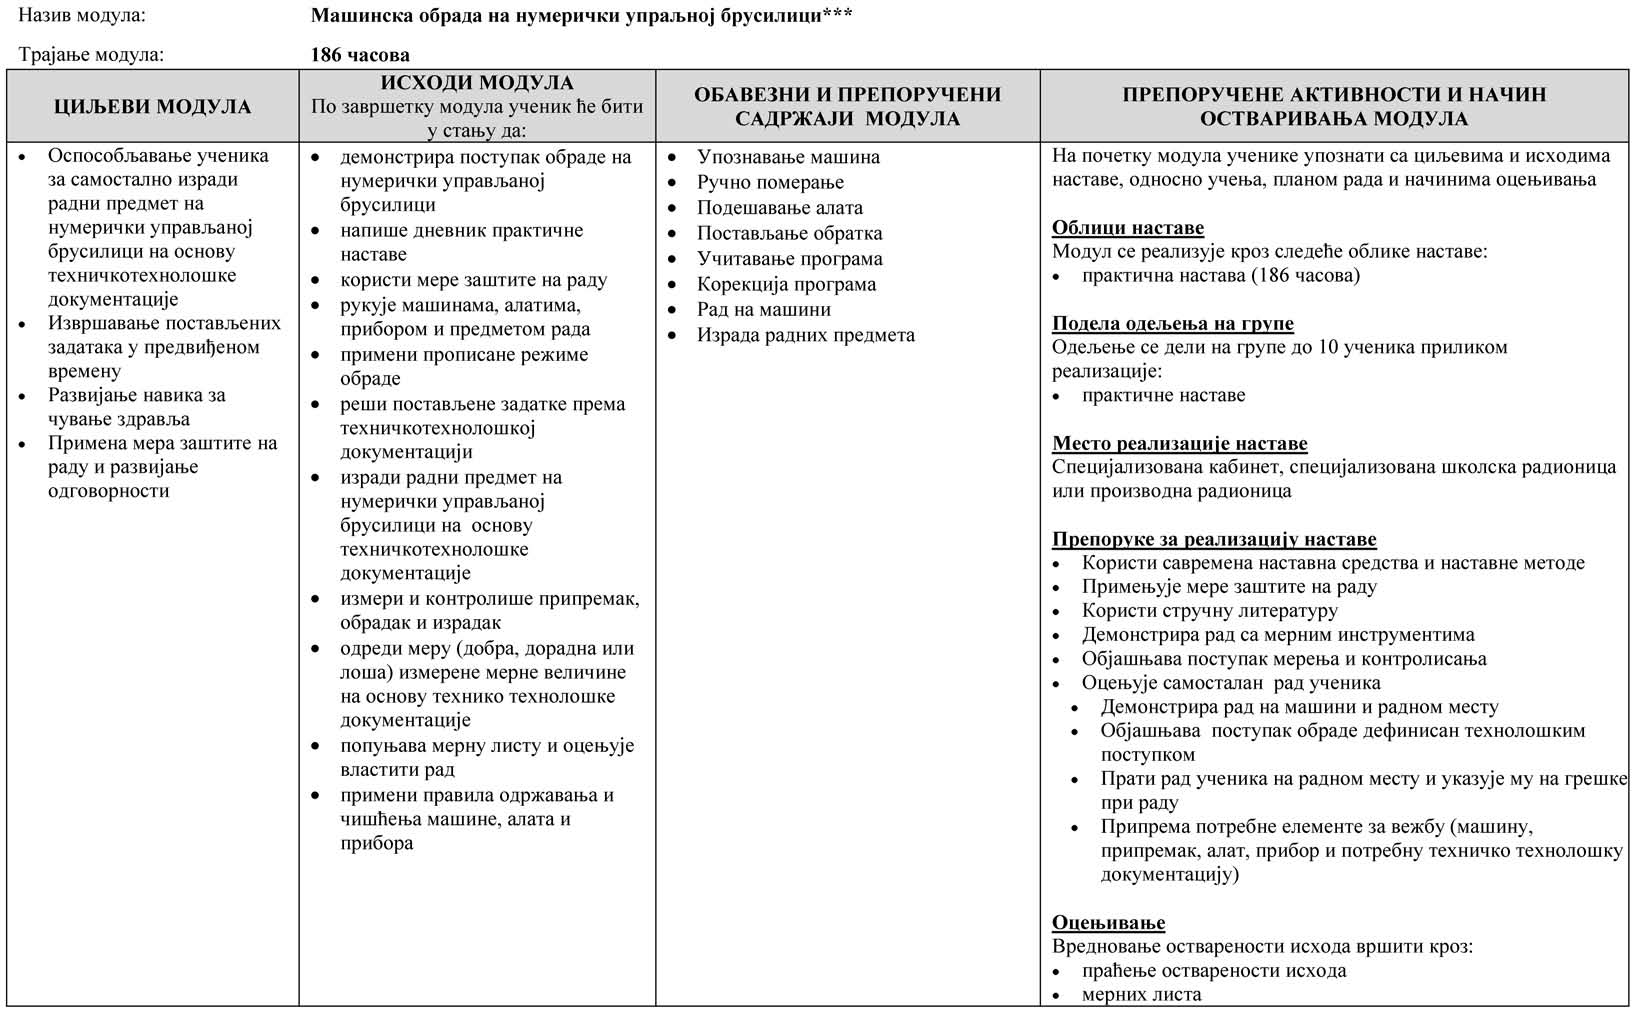 Назив модула: Машинска обрада на нумерички упраљној брусилици***
Трајање модула: 186 часова
ЦИЉЕВИ МОДУЛА
ИСХОДИ МОДУЛА
По завршетку модула ученик ће бити
у стању да:
ОБАВЕЗНИ И ПРЕПОРУЧЕНИ
САДРЖАЈИ МОДУЛА
ПРЕПОРУЧЕНЕ АКТИВНОСТИ И НАЧИН
ОСТВАРИВАЊА МОДУЛА
• Оспособљавање ученика
за самостално изради
радни предмет на
нумерички управљаној
брусилици на основу
техничкотехнолошке
документације
• Извршавање постављених
задатака у предвиђеном
времену
• Развијање навика за
чување здравља
• Примена мера заштите на
раду и развијање
одговорности
• демонстрира поступак обраде на
нумерички управљаној
брусилици
• напише дневник практичне
наставе
• користи мере заштите на раду
• рукује машинама, алатима,
прибором и предметом рада
• примени прописане режиме
обраде
• реши постављене задатке према
техничкотехнолошкој
документацији
• изради радни предмет на
нумерички управљаној
брусилици на основу
техничкотехнолошке
документације
• измери и контролише припремак,
обрадак и израдак
• одреди меру (добра, дорадна или
лоша) измерене мерне величине
на основу технико технолошке
документације
• попуњава мерну листу и оцењује
властити рад
• примени правила одржавања и
чишћења машине, алата и
прибора
• Упознавање машина
• Ручно померање
• Подешавање алата
• Постављање обратка
• Учитавање програма
• Корекција програма
• Рад на машини
• Израда радних предмета
На почетку модула ученике упознати са циљевима и исходима
наставе, односно учења, планом рада и начинима оцењивања
Облици наставе
Модул се реализује кроз следеће облике наставе:
• практична настава (186 часова)
Подела одељења на групе
Одељење се дели на групе до 10 ученика приликом
реализације:
• практичне наставе
Место реализације наставе
Специјализована кабинет, специјализована школска радионица
или производна радионица
Препоруке за реализацију наставе
• Користи савремена наставна средства и наставне методе
• Примењује мере заштите на раду
• Користи стручну литературу
• Демонстрира рад са мерним инструментима
• Објашњава поступак мерења и контролисања
• Оцењује самосталан рад ученика
• Демонстрира рад на машини и радном месту
• Објашњава поступак обраде дефинисан технолошким
поступком
• Прати рад ученика на радном месту и указује му на грешке
при раду
• Припрема потребне елементе за вежбу (машину,
припремак, алат, прибор и потребну техничко технолошку
документацију)
Оцењивање
Вредновање остварености исхода вршити кроз:
• праћење остварености исхода
• мерних листа